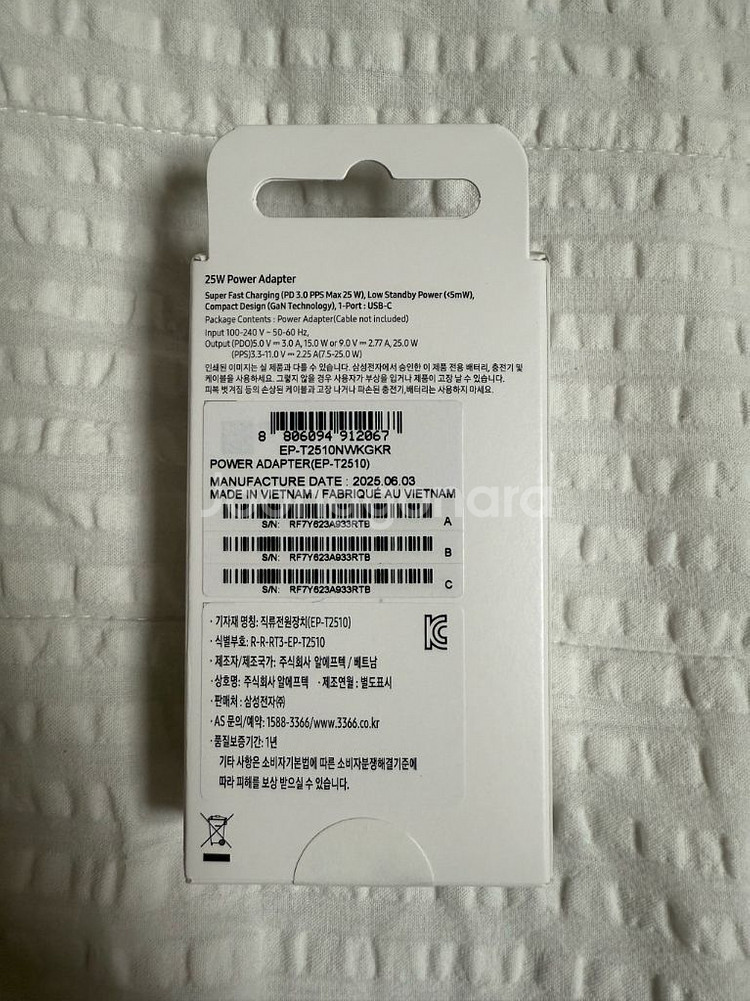 25W Power Adapter
Super Fast Charging (PD 3.0 PPS Max 25 W), Low Standby Power (<5mW),
Compact Design (GaN Technology), 1-Port : USB-C
Package Contents : Power Adapter(Cable not included)
Input 100-240 V ~ 50-60 Hz,
Output (PDO)5.0 V ⎓ 3.0 A, 15.0 W or 9.0 V ⎓ 2.77 A, 25.0 W
(PPS)3.3-11.0 V ⎓ 2.25 A(7.5-25.0 W)
인쇄된 이미지는 실 제품과 다를 수 있습니다. 삼성전자에서 승인한 이 제품 전용 배터리, 충전기 및
케이블을 사용하세요. 그렇지 않을 경우 사용자가 부상을 입거나 제품이 고장 날 수 있습니다.
피복 벗겨짐 등의 손상된 케이블과 고장 나거나 파손된 충전기,배터리는 사용하지 마세요.
8 806094 912067
EP-T2510NWKGKR
POWER ADAPTER(EP-T2510)
MANUFACTURE DATE : 2025.06.03
MADE IN VIETNAM / FABRIQUÉ AU VIETNAM
S/N: RF7Y623A933RTB A
S/N: RF7Y623A933RTB B
S/N: RF7Y623A933RTB C
· 기자재 명칭: 직류전원장치(EP-T2510)
· 식별부호: R-R-RT3-EP-T2510
· 제조자/제조국가: 주식회사 알에프텍 / 베트남
· 상호명: 주식회사 알에프텍 · 제조연월 : 별도표시
· 판매처 : 삼성전자㈜
· AS 문의/예약: 1588-3366/www.3366.co.kr
· 품질보증기간: 1년
기타 사항은 소비자기본법에 따른 소비자분쟁해결기준에
따라 피해를 보상 받으실 수 있습니다.